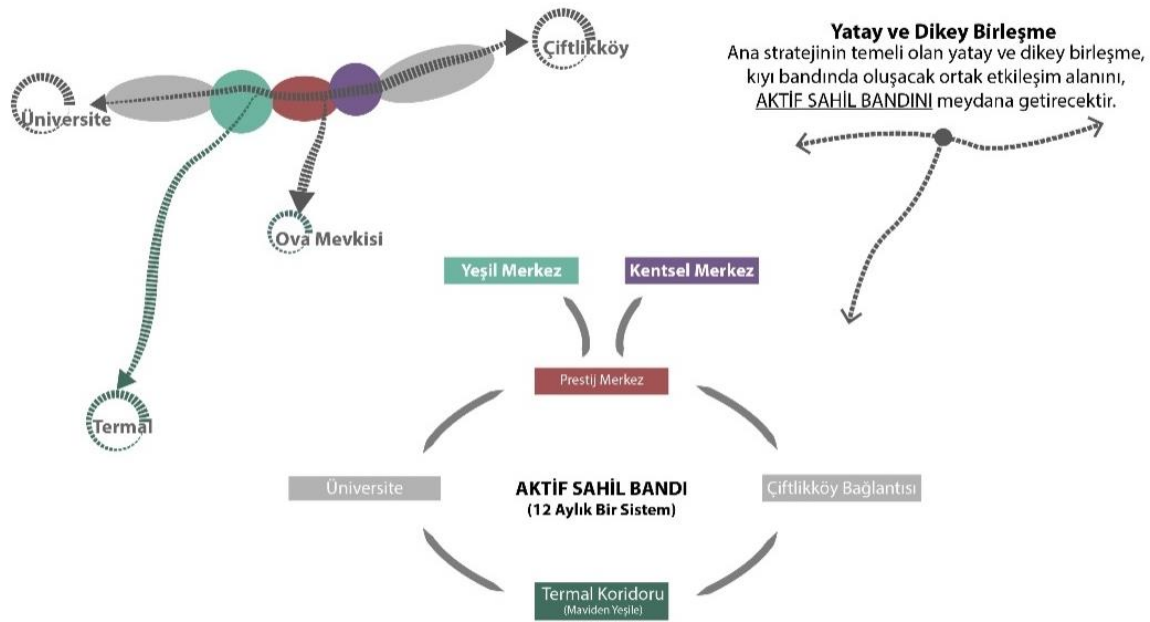 Çiftlikköy
Üniversite
Ova Mevkisi
Termal
Yatay ve Dikey Birleşme
Ana stratejinin temeli olan yatay ve dikey birleşme,
kıyı bandında oluşacak ortak etkileşim alanını,
AKTİF SAHİL BANDINI meydana getirecektir.
Yeşil Merkez
Kentsel Merkez
Prestij Merkez
Üniversite
AKTİF SAHİL BANDI
(12 Aylık Bir Sistem)
Çiftlikköy Bağlantısı
Termal Koridoru
(Maviden Yeşile)